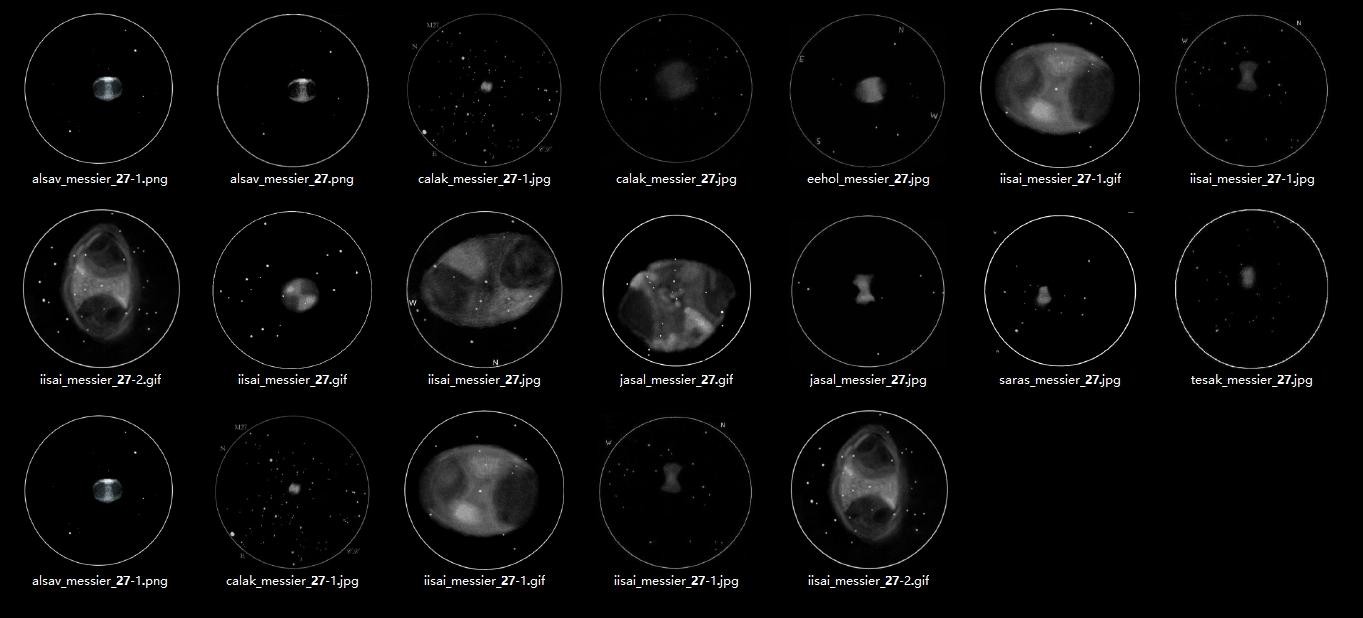 M27
N
N
E
W
S
N
W
alsav_messier_27-1.png
alsav_messier_27.png
calak_messier_27-1.jpg
calak_messier_27.jpg
eehol_messier_27.jpg
iisai_messier_27-1.gif
iisai_messier_27-1.jpg
W
N
iisai_messier_27-2.gif
iisai_messier_27.gif
iisai_messier_27.jpg
jasal_messier_27.gif
jasal_messier_27.jpg
saras_messier_27.jpg
tesak_messier_27.jpg
M27
N
W
N
alsav_messier_27-1.png
calak_messier_27-1.jpg
iisai_messier_27-1.gif
iisai_messier_27-1.jpg
iisai_messier_27-2.gif